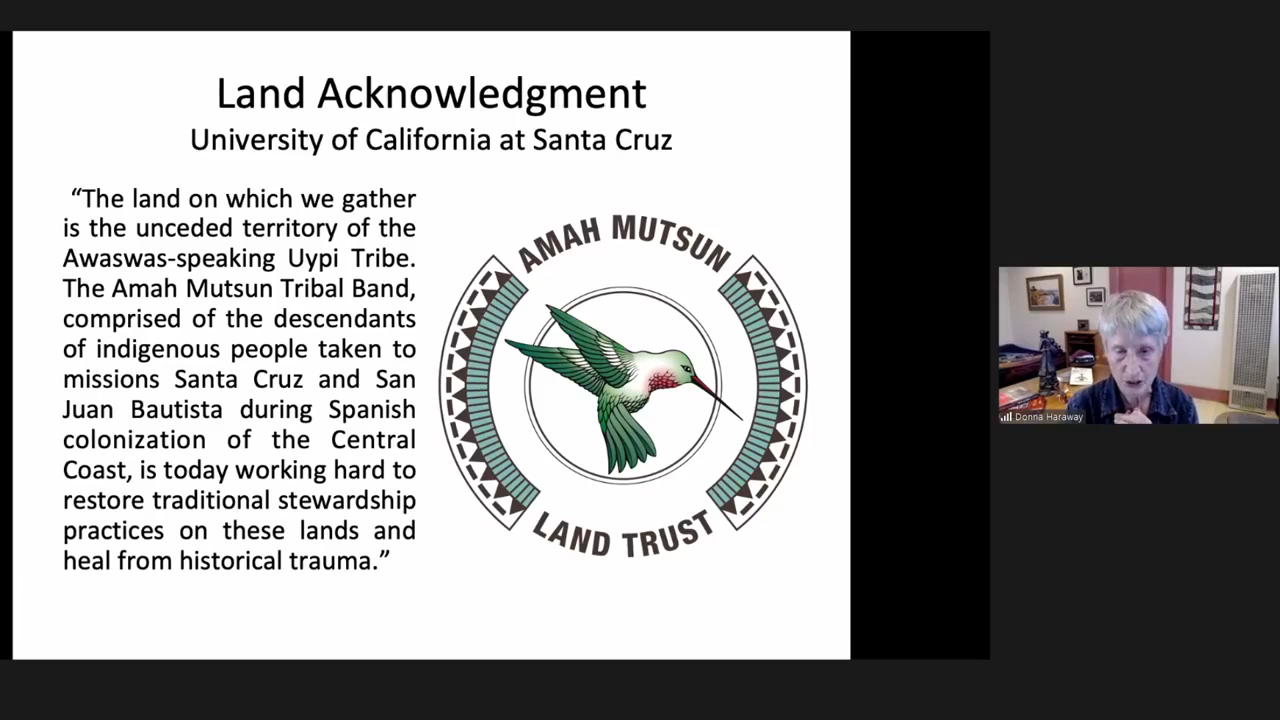 Land Acknowledgment
University of California at Santa Cruz
“The land on which we gather
is the unceded territory of the
Awaswas-speaking Uypi Tribe.
The Amah Mutsun Tribal Band,
comprised of the descendants
of indigenous people taken to
missions Santa Cruz and San
Juan Bautista during Spanish
colonization of the Central
Coast, is today working hard to
restore traditional stewardship
practices on these lands and
heal from historical trauma.”
AMAH MUTSUN
LAND TRUST
Donna Haraway